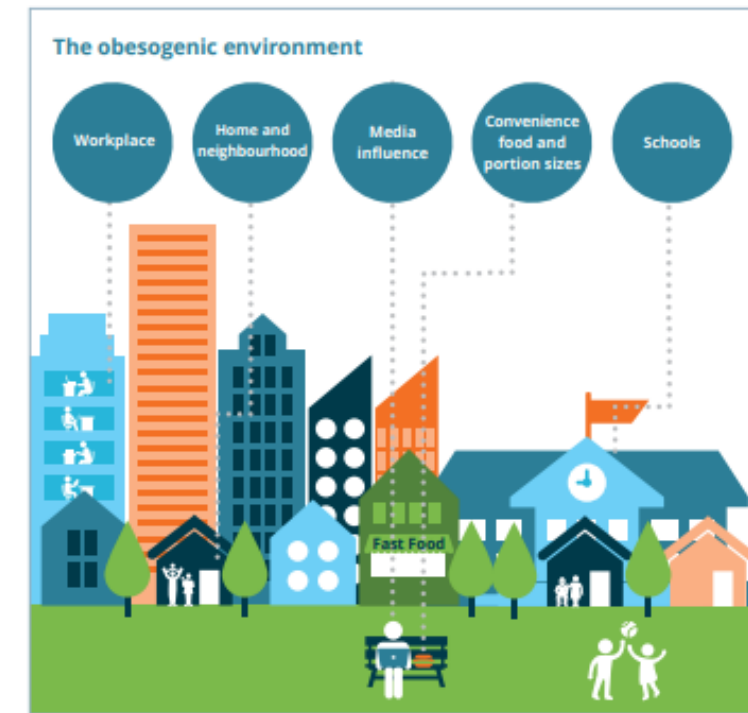 The obesogenic environment
Workplace
Home and
neighbourhood
Media
influence
Convenience
food and
portion sizes
Schools
Fast Food